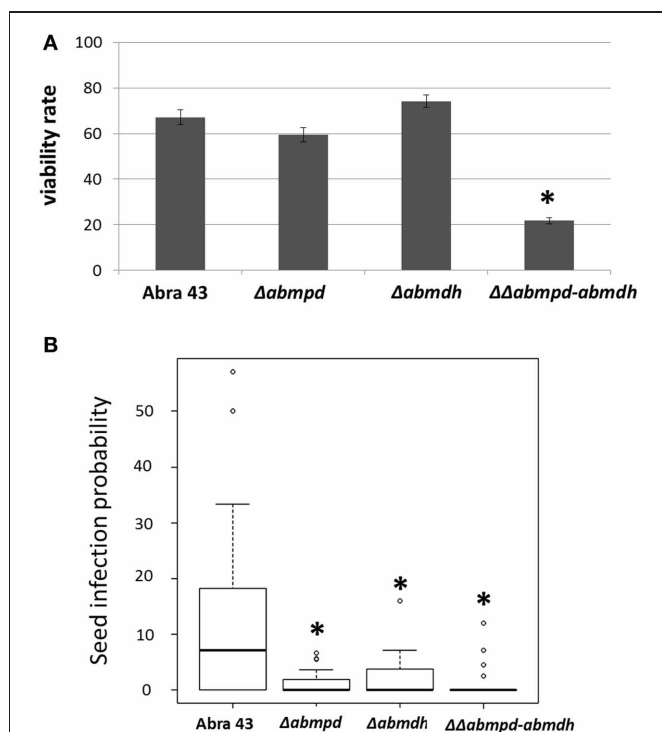 A
100
80
60
40
20
0
viability rate
*
Abra 43 Δabmpd Δabmdh ΔΔabmpd-abmdh
B
50
40
30
20
10
0
Seed infection probability
* * *
Abra 43 Δabmpd Δabmdh ΔΔabmpd-abmdh